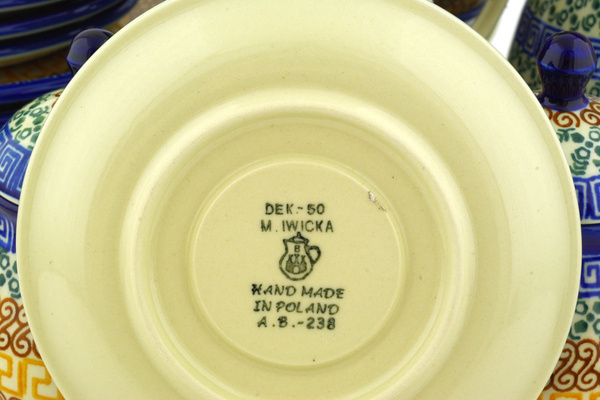 DEK.-50
M. IWICKA
B
HAND MADE
IN POLAND
A.B.-238